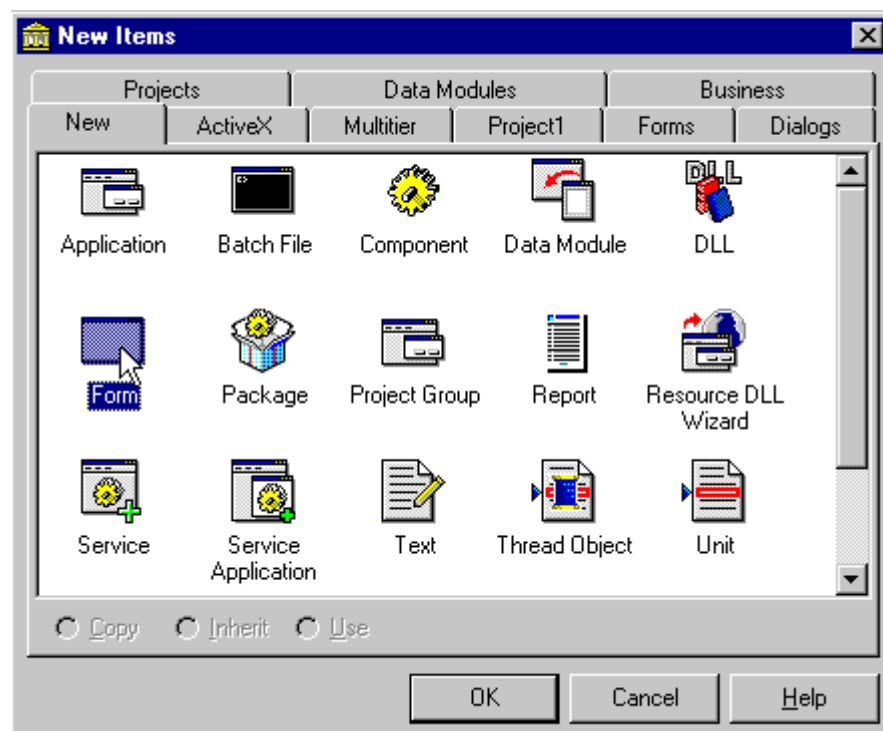 New Items
Projects Data Modules Business
New ActiveX Multitier Project1 Forms Dialogs
Application Batch File Component Data Module DLL
Form Package Project Group Report Resource DLL
Wizard
Service Service Text Thread Object Unit
Application
Copy Inherit Use
OK Cancel Help